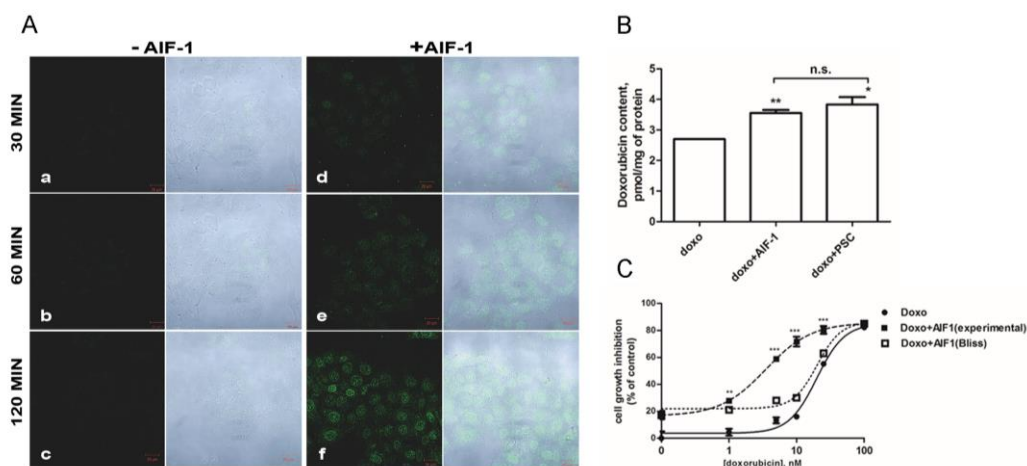 A
B
- AIF-1
+AIF-1
30 MIN
60 MIN
120 MIN
a
b
c
d
e
f
Doxorubicin content,
pmol/mg of protein
5
4
3
2
1
0
n.s.
**
*
doxo
doxo+AIF-1
doxo+PSC
C
cell growth inhibition
(% of control)
100
80
60
40
20
0
**
***
***
***
0
1
10
100
[doxorubicin], nM
Doxo
Doxo+AIF1(experimental)
Doxo+AIF1(Bliss)